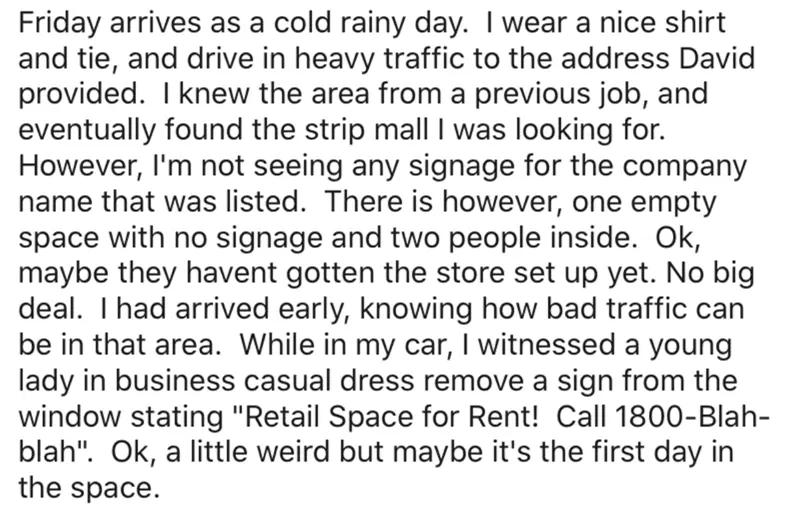 Friday arrives as a cold rainy day.  I wear a nice shirt
and tie, and drive in heavy traffic to the address David
provided.  I knew the area from a previous job, and
eventually found the strip mall I was looking for.
However, I'm not seeing any signage for the company
name that was listed.  There is however, one empty
space with no signage and two people inside.  Ok,
maybe they havent gotten the store set up yet. No big
deal.  I had arrived early, knowing how bad traffic can
be in that area.  While in my car, I witnessed a young
lady in business casual dress remove a sign from the
window stating "Retail Space for Rent!  Call 1800-Blah-
blah".  Ok, a little weird but maybe it's the first day in
the space.